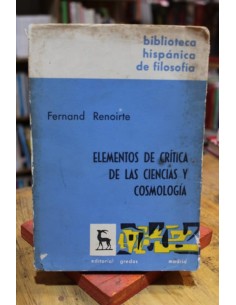 biblioteca
hispánica
de filosofía
Fernand Renoirte
ELEMENTOS DE CRÍTICA
DE LAS CIENCIAS Y
COSMOLOGÍA
editorial gredos
madrid